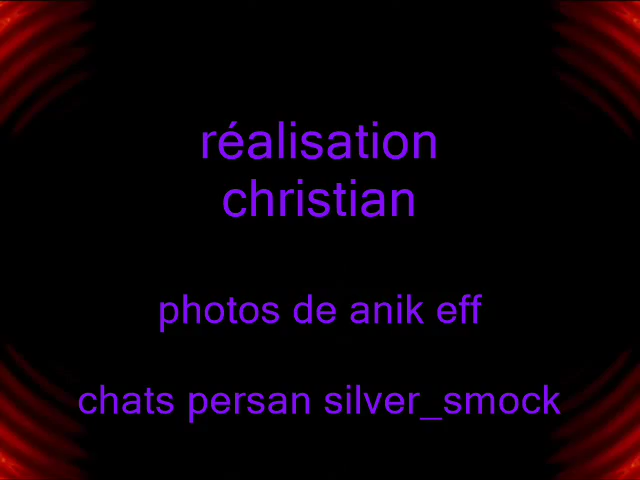 réalisation
christian
photos de anik eff
chats persan silver_smock